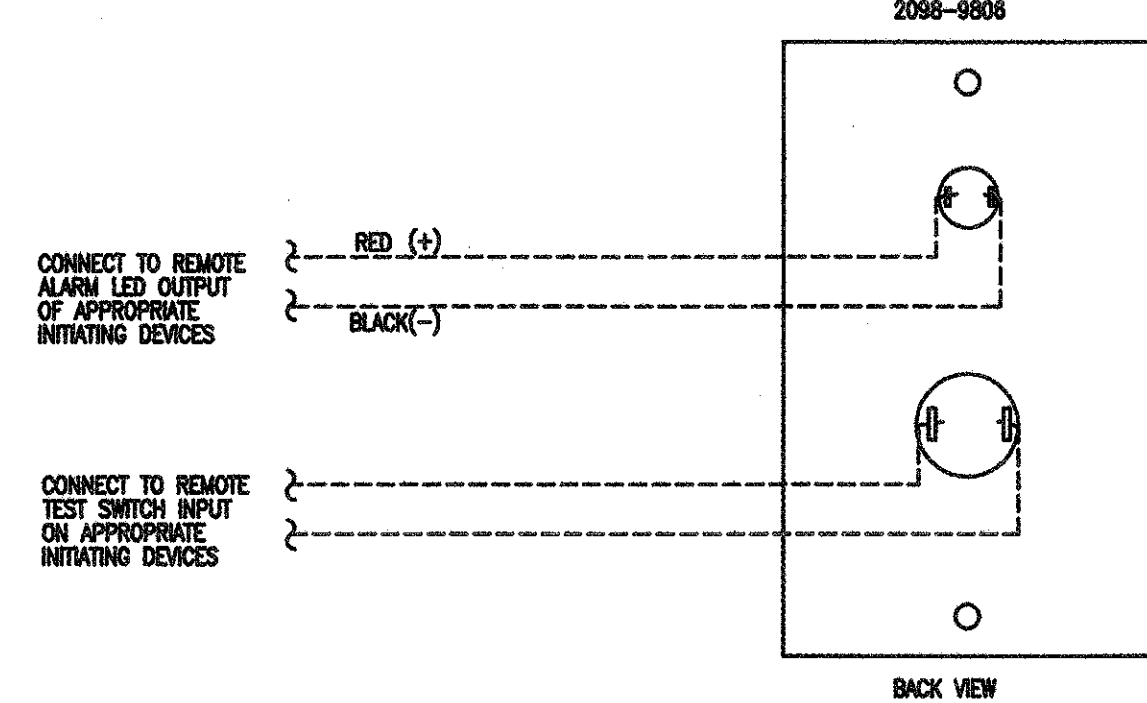 2098-9806
RED (+)
CONNECT TO REMOTE
ALARM LED OUTPUT
OF APPROPRIATE
INITIATING DEVICES
BLACK(-)
CONNECT TO REMOTE
TEST SWITCH INPUT
ON APPROPRIATE
INITIATING DEVICES
BACK VIEW